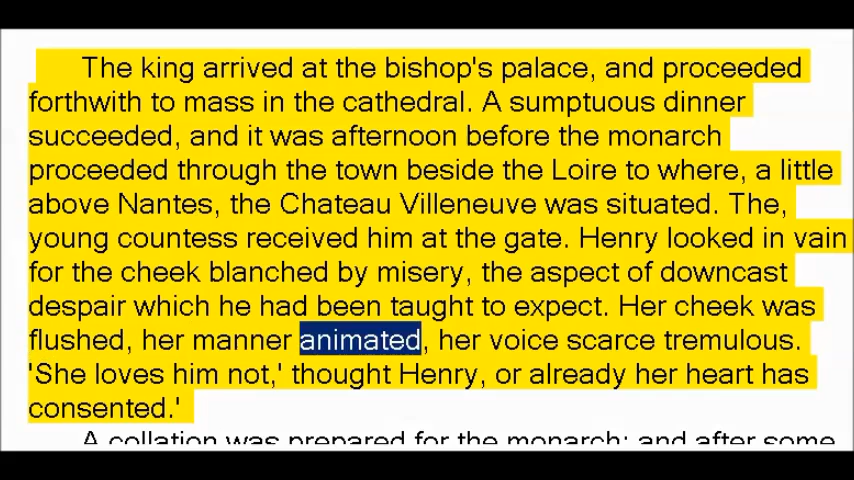 The king arrived at the bishop's palace, and proceeded
forthwith to mass in the cathedral. A sumptuous dinner
succeeded, and it was afternoon before the monarch
proceeded through the town beside the Loire to where, a little
above Nantes, the Chateau Villeneuve was situated. The,
young countess received him at the gate. Henry looked in vain
for the cheek blanched by misery, the aspect of downcast
despair which he had been taught to expect. Her cheek was
flushed, her manner animated, her voice scarce tremulous.
'She loves him not,' thought Henry, or already her heart has
consented.'
A collation was prepared for the monarch; and after some